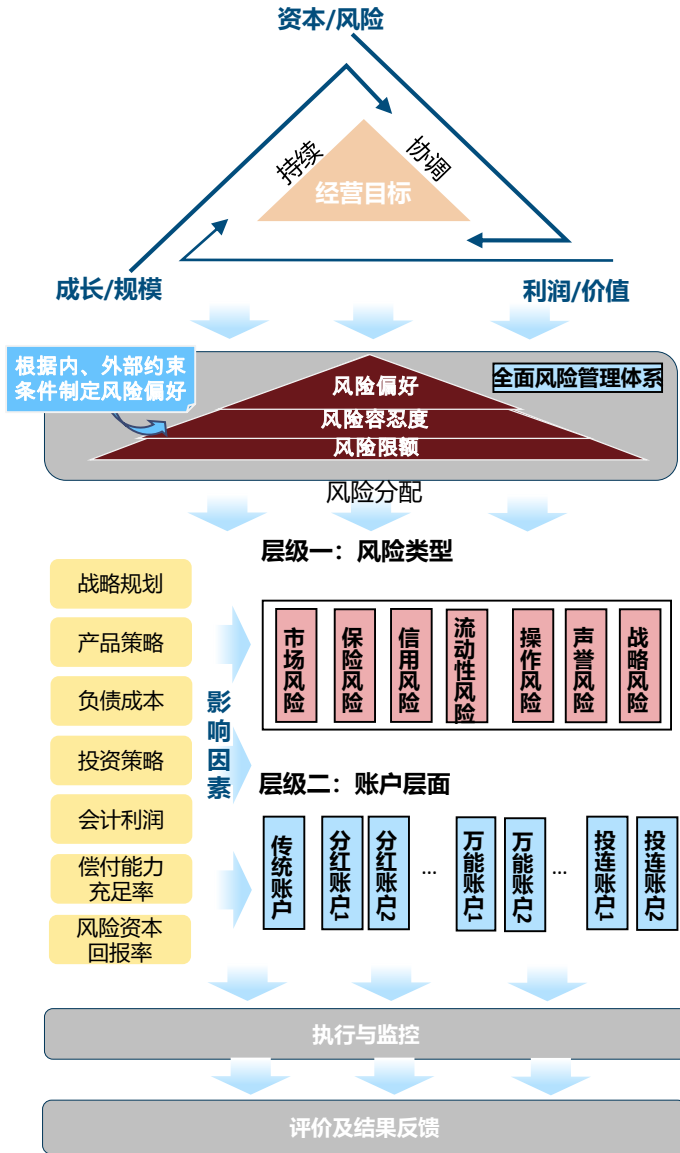 资本/风险
持续
协调
经营目标
成长/规模
利润/价值
根据内、外部约束
条件制定风险偏好
全面风险管理体系
风险偏好
风险容忍度
风险限额
风险分配
层级一：风险类型
战略规划
产品策略
负债成本
投资策略
会计利润
偿付能力
充足率
风险资本
回报率
影响因素
市场风险
保险风险
信用风险
流动性风险
操作风险
声誉风险
战略风险
层级二：账户层面
传统账户
分红账户1
分红账户2
…
万能账户1
万能账户2
…
投连账户1
投连账户2
执行与监控
评价及结果反馈